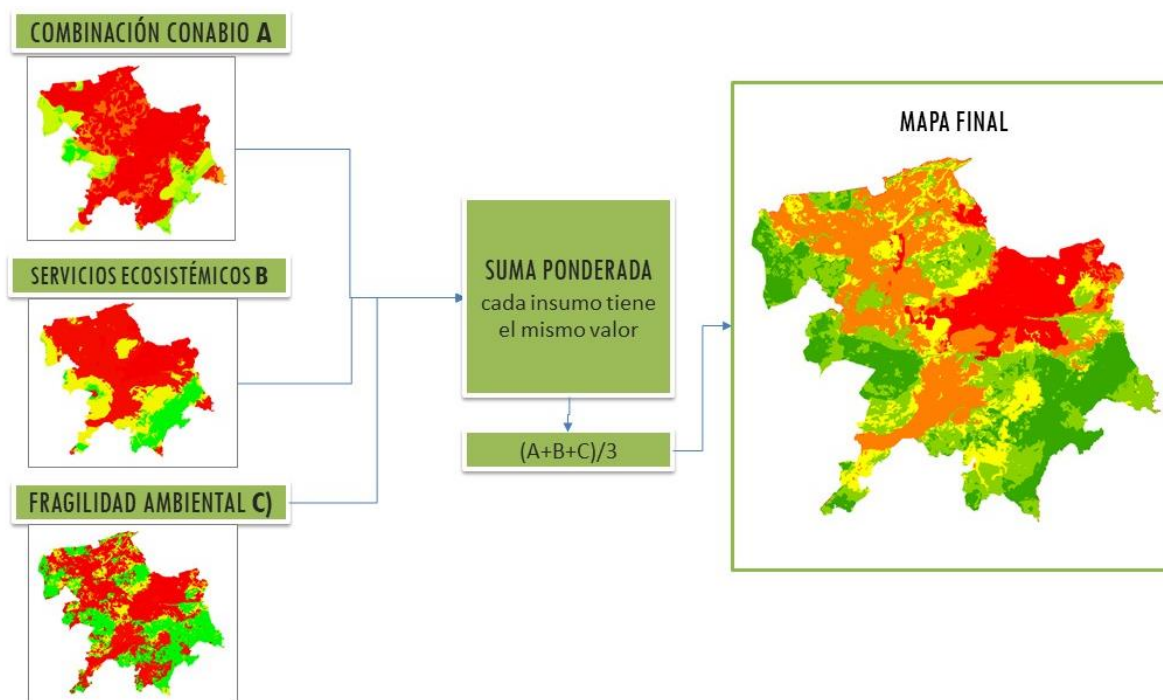 COMBINACIÓN CONABIO A
SERVICIOS ECOSISTÉMICOS B
FRAGILIDAD AMBIENTAL C)
SUMA PONDERADA
cada insumo tiene
el mismo valor
(A+B+C)/3
MAPA FINAL